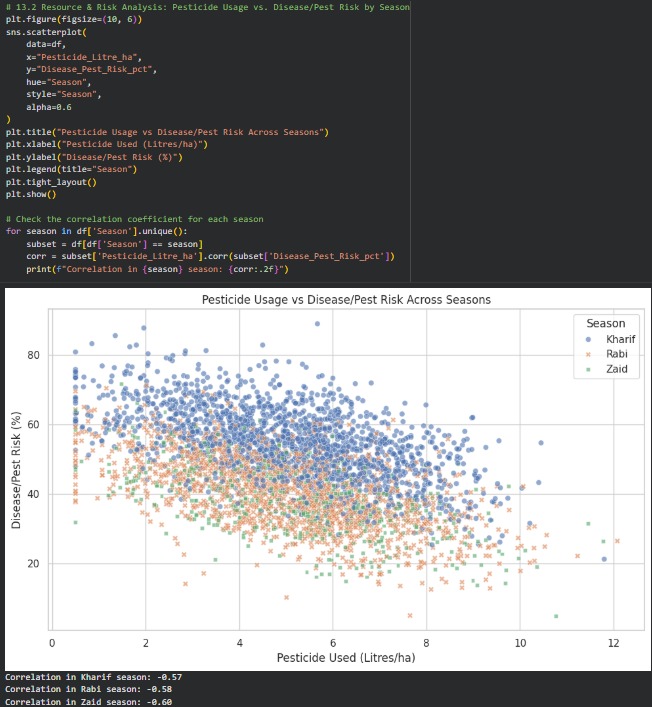 # 13.2 Resource & Risk Analysis: Pesticide Usage vs. Disease/Pest Risk by Season
plt.figure(figsize=(10, 6))
sns.scatterplot(
    data=df,
    x="Pesticide_Litre_ha",
    y="Disease_Pest_Risk_pct",
    hue="Season",
    style="Season",
    alpha=0.6
)
plt.title("Pesticide Usage vs Disease/Pest Risk Across Seasons")
plt.xlabel("Pesticide Used (Litres/ha)")
plt.ylabel("Disease/Pest Risk (%)")
plt.legend(title="Season")
plt.tight_layout()
plt.show()

# Check the correlation coefficient for each season
for season in df['Season'].unique():
    subset = df[df['Season'] == season]
    corr = subset['Pesticide_Litre_ha'].corr(subset['Disease_Pest_Risk_pct'])
    print(f"Correlation in {season} season: {corr:.2f}")
Pesticide Usage vs Disease/Pest Risk Across Seasons
Season
Kharif
Rabi
Zaid
Disease/Pest Risk (%)
80
60
40
20
0 2 4 6 8 10 12
Pesticide Used (Litres/ha)
Correlation in Kharif season: -0.57
Correlation in Rabi season: -0.58
Correlation in Zaid season: -0.60